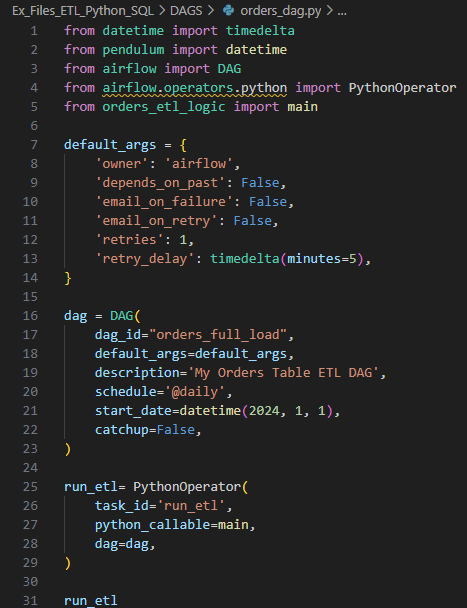 Ex_Files_ETL_Python_SQL > DAGS > orders_dag.py > ...
1 from datetime import timedelta
2 from pendulum import datetime
3 from airflow import DAG
4 from airflow.operators.python import PythonOperator
5 from orders_etl_logic import main
6
7 default_args = {
8     'owner': 'airflow',
9     'depends_on_past': False,
10     'email_on_failure': False,
11     'email_on_retry': False,
12     'retries': 1,
13     'retry_delay': timedelta(minutes=5),
14 }
15
16 dag = DAG(
17     dag_id="orders_full_load",
18     default_args=default_args,
19     description='My Orders Table ETL DAG',
20     schedule='@daily',
21     start_date=datetime(2024, 1, 1),
22     catchup=False,
23 )
24
25 run_etl= PythonOperator(
26     task_id='run_etl',
27     python_callable=main,
28     dag=dag,
29 )
30
31 run_etl